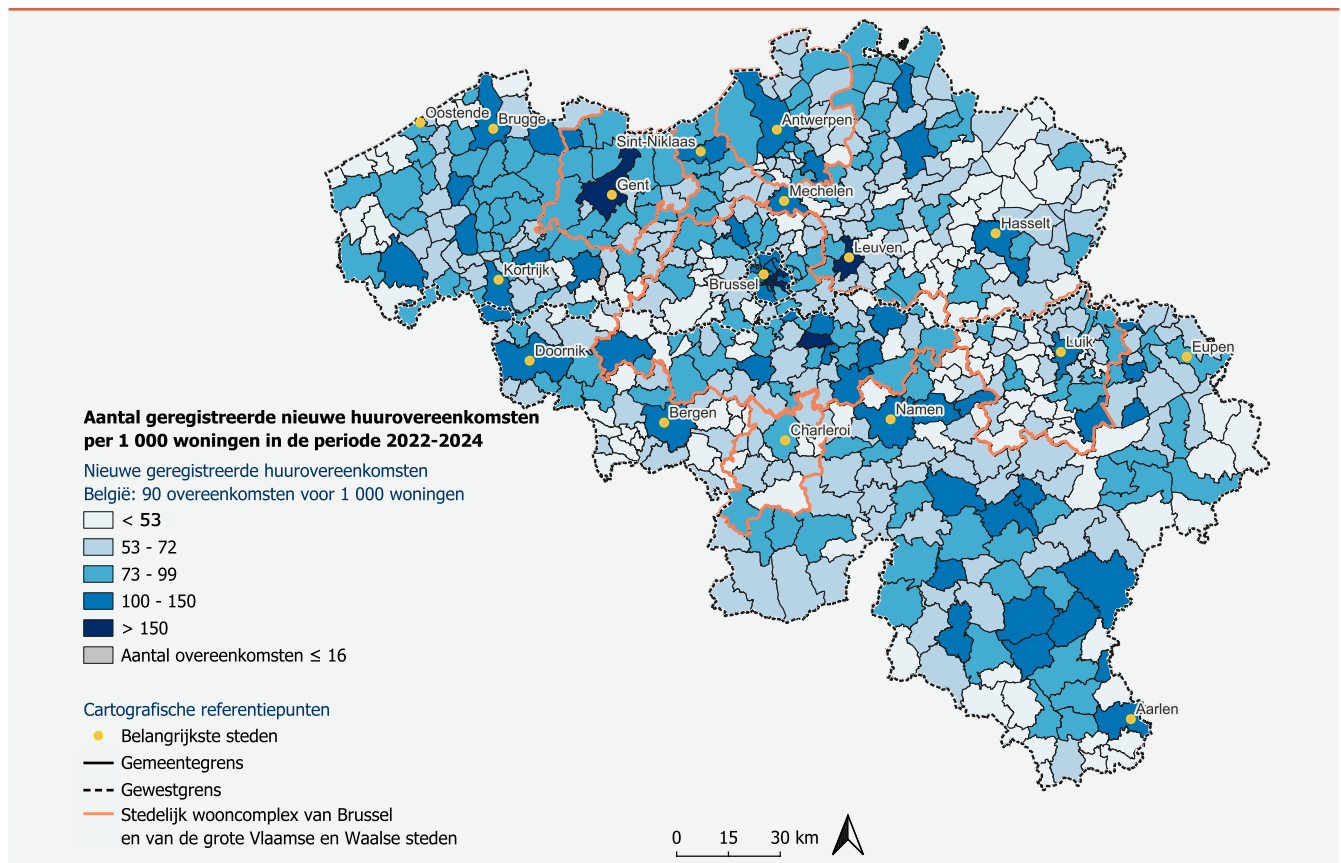 Oostende
Brugge
Sint-Niklaas
Antwerpen
Gent
Mechelen
Hasselt
Leuven
Kortrijk
Brussel
Doornik
Luik
Eupen
Bergen
Charleroi
Namen
Aarlen
Aantal geregistreerde nieuwe huurovereenkomsten
per 1 000 woningen in de periode 2022-2024
Nieuwe geregistreerde huurovereenkomsten
België: 90 overeenkomsten voor 1 000 woningen
< 53
53 - 72
73 - 99
100 - 150
> 150
Aantal overeenkomsten ≤ 16
Cartografische referentiepunten
Belangrijkste steden
Gemeentegrens
Gewestgrens
Stedelijk wooncomplex van Brussel
en van de grote Vlaamse en Waalse steden
0 15 30 km